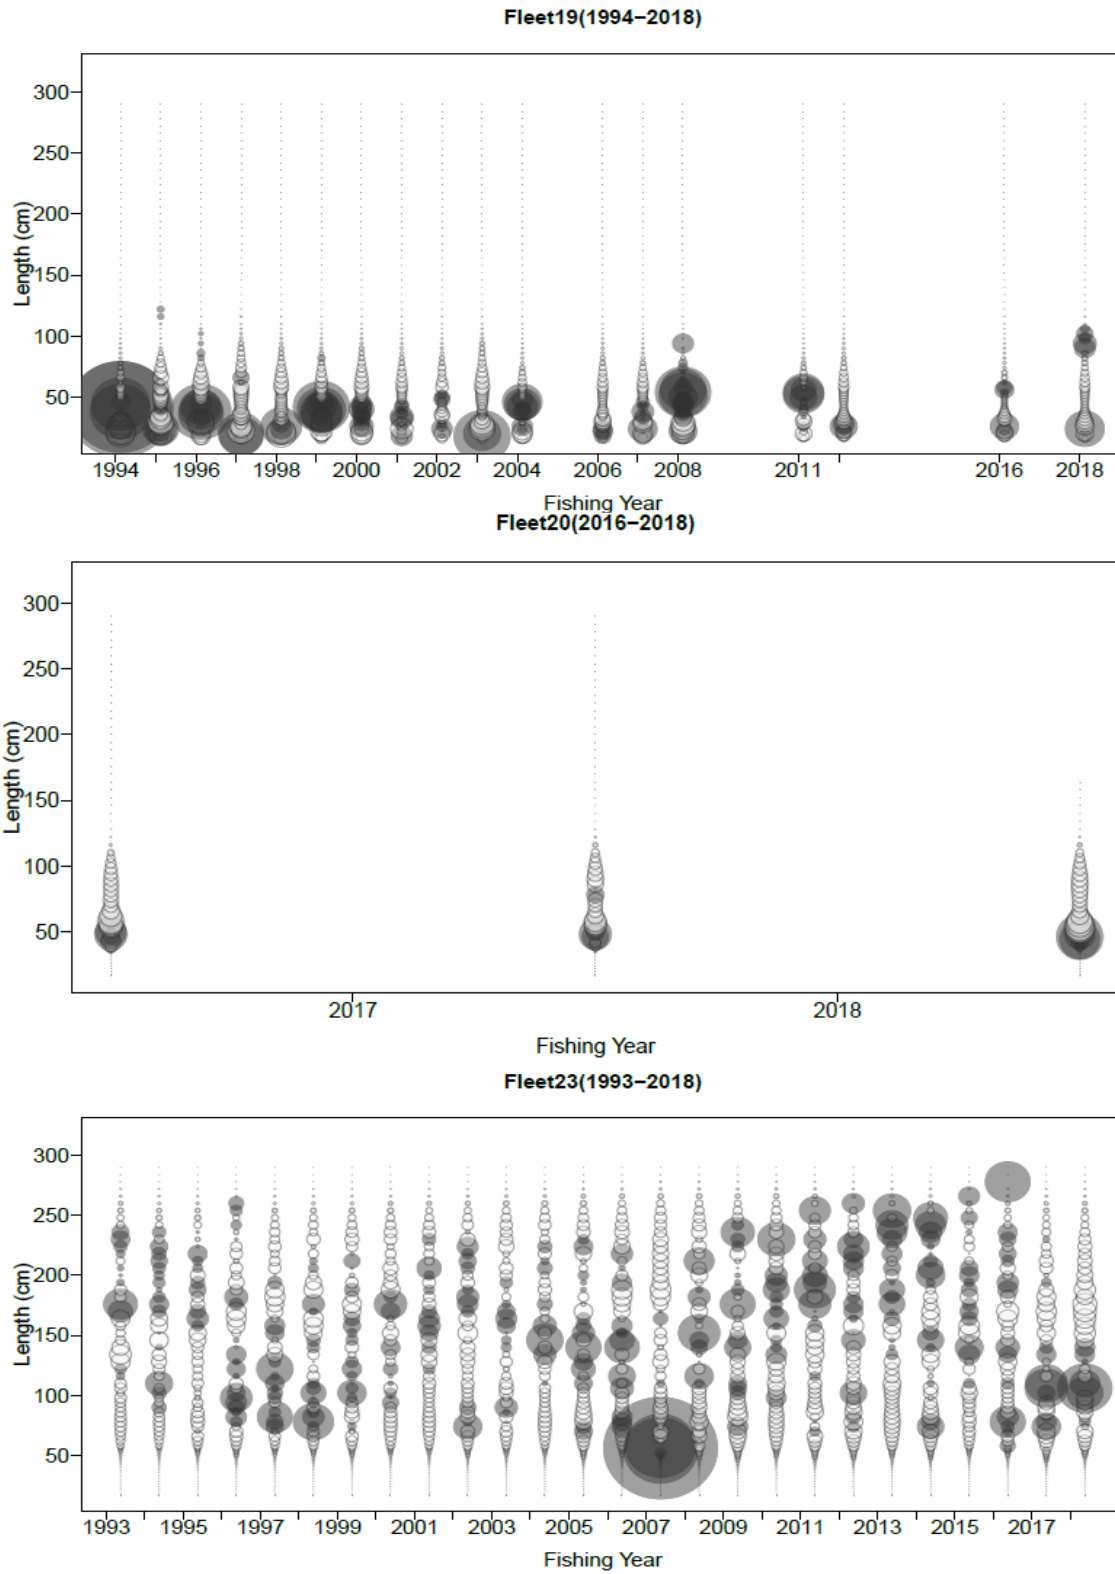 Fleet19(1994−2018)
300
250
200
150
100
50
Length (cm)
1994 1996 1998 2000 2002 2004 2006 2008 2011 2016 2018
Fishing Year
Fleet20(2016−2018)
300
250
200
150
100
50
Length (cm)
2017 2018
Fishing Year
Fleet23(1993−2018)
300
250
200
150
100
50
Length (cm)
1993 1995 1997 1999 2001 2003 2005 2007 2009 2011 2013 2015 2017
Fishing Year